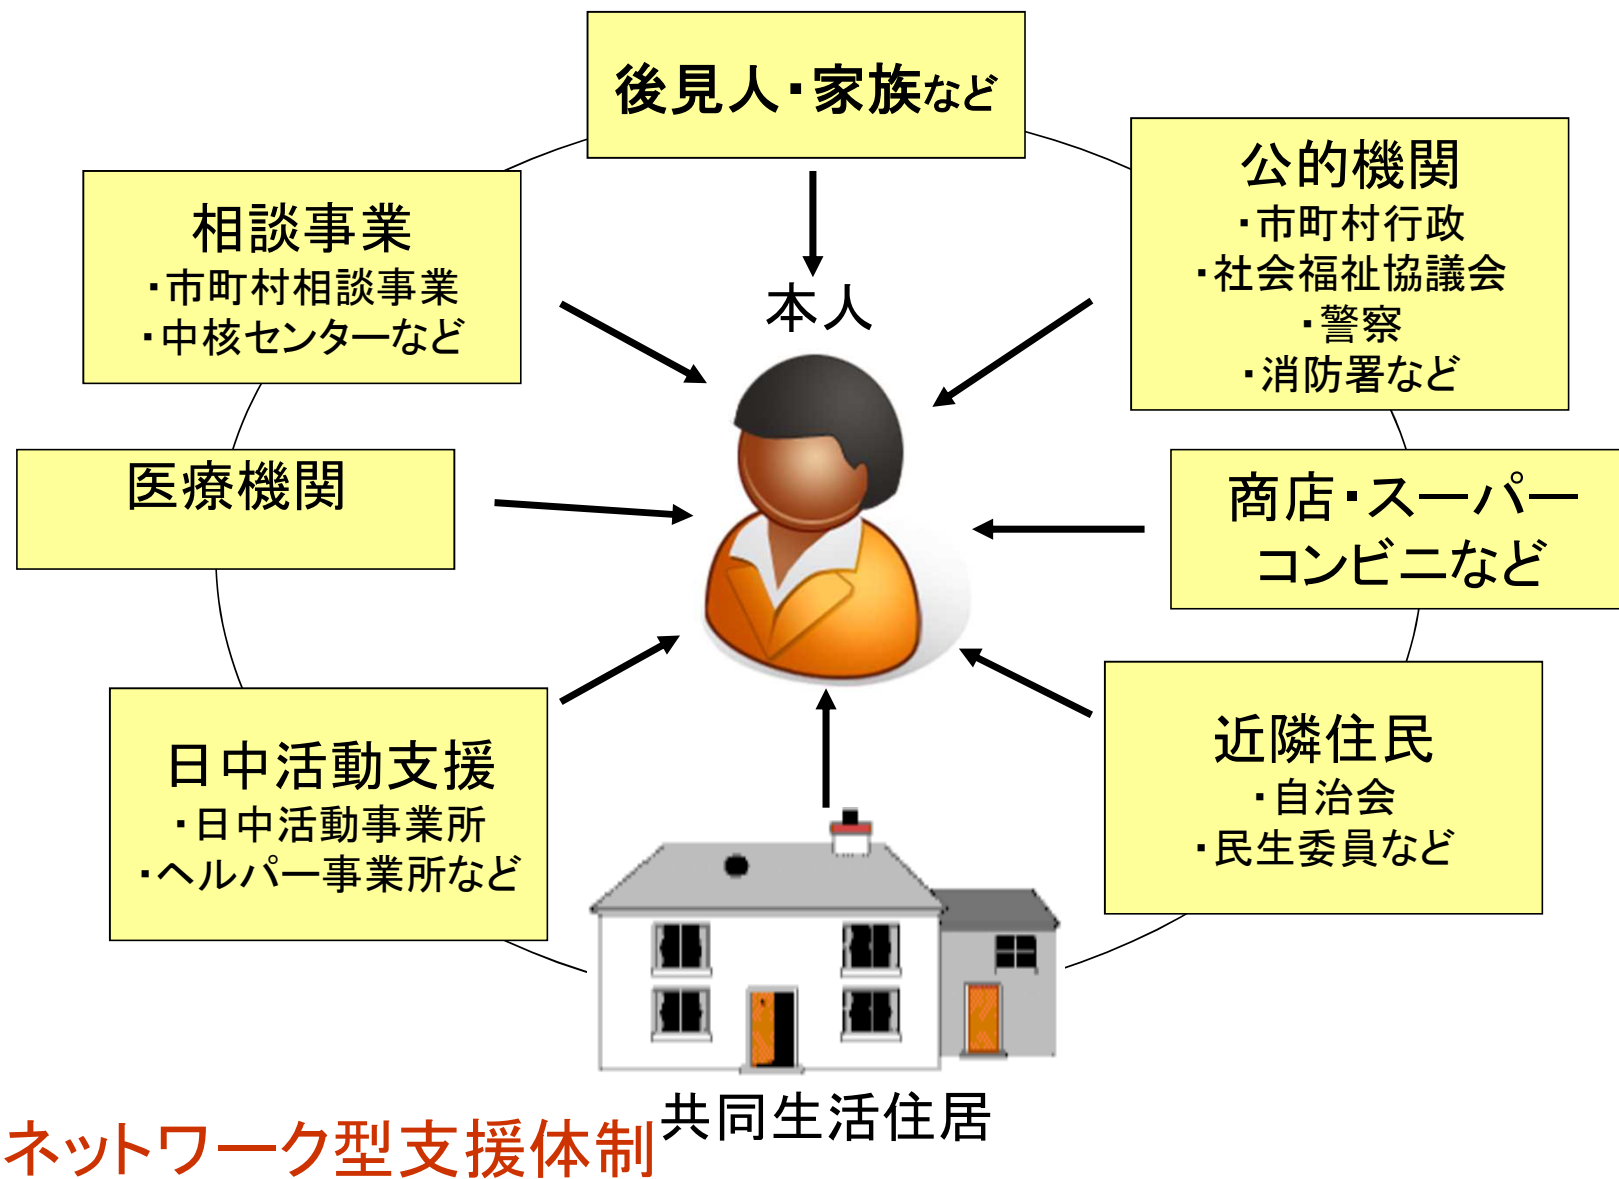 後見人・家族など
公的機関
・市町村行政
・社会福祉協議会
・警察
・消防署など
相談事業
・市町村相談事業
・中核センターなど
本人
医療機関
商店・スーパー
コンビニなど
日中活動支援
・日中活動事業所
・ヘルパー事業所など
近隣住民
・自治会
・民生委員など
共同生活住居
ネットワーク型支援体制